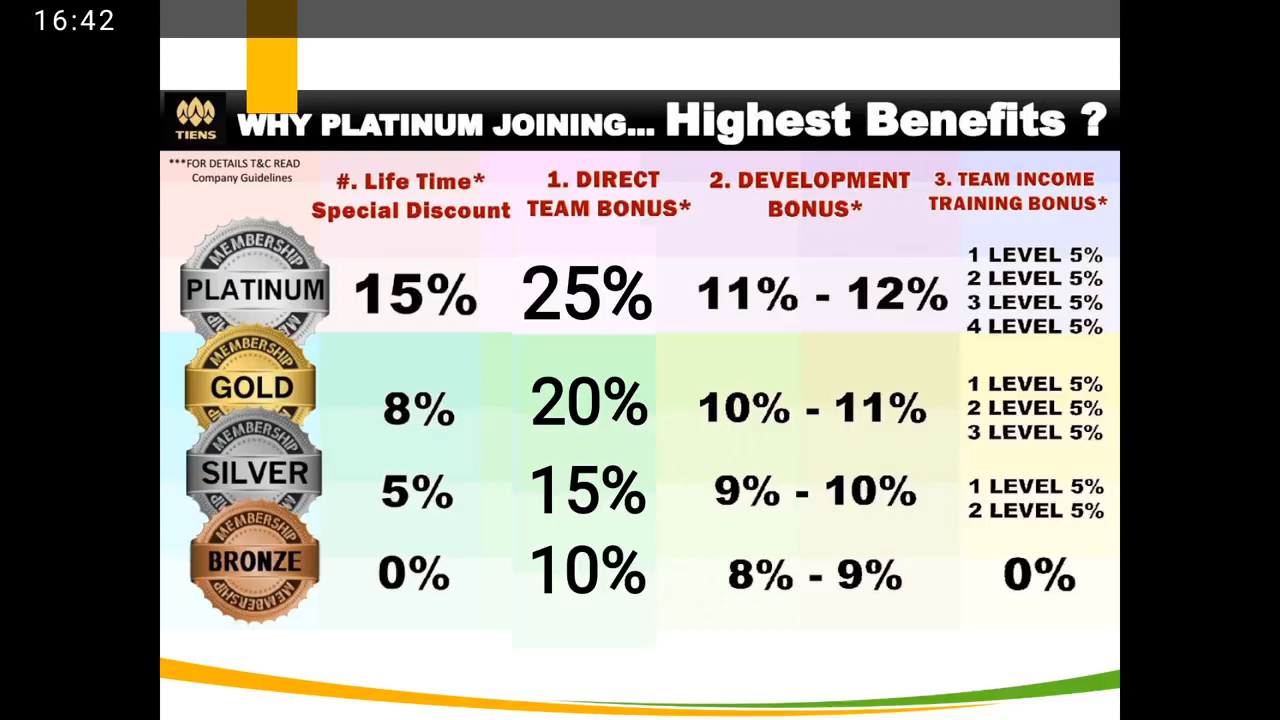 16:42
TIENS
WHY PLATINUM JOINING... Highest Benefits ?
***FOR DETAILS T&C READ
Company Guidelines
#. Life Time*
Special Discount
1. DIRECT
TEAM BONUS*
2. DEVELOPMENT
BONUS*
3. TEAM INCOME
TRAINING BONUS*
MEMBERSHIP
PLATINUM
15%
25%
11% - 12%
1 LEVEL 5%
2 LEVEL 5%
3 LEVEL 5%
4 LEVEL 5%
MEMBERSHIP
GOLD
8%
20%
10% - 11%
1 LEVEL 5%
2 LEVEL 5%
3 LEVEL 5%
MEMBERSHIP
SILVER
5%
15%
9% - 10%
1 LEVEL 5%
2 LEVEL 5%
MEMBERSHIP
BRONZE
MEMBERSHIP
0%
10%
8% - 9%
0%